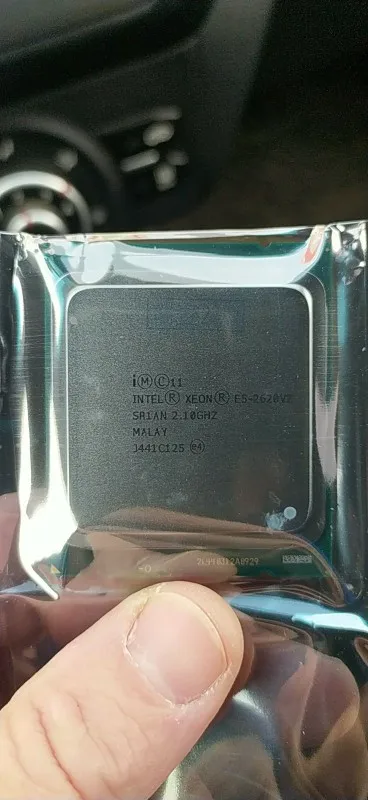 i Ⓜ Ⓒ 11
INTEL® XEON® E5-2620V2
SR1AN 2.10GHZ
MALAY
J441C125 e4